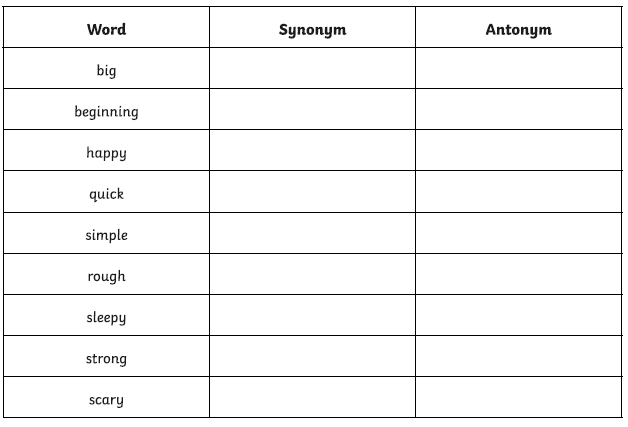 Word Synonym Antonym
big
beginning
happy
quick
simple
rough
sleepy
strong
scary